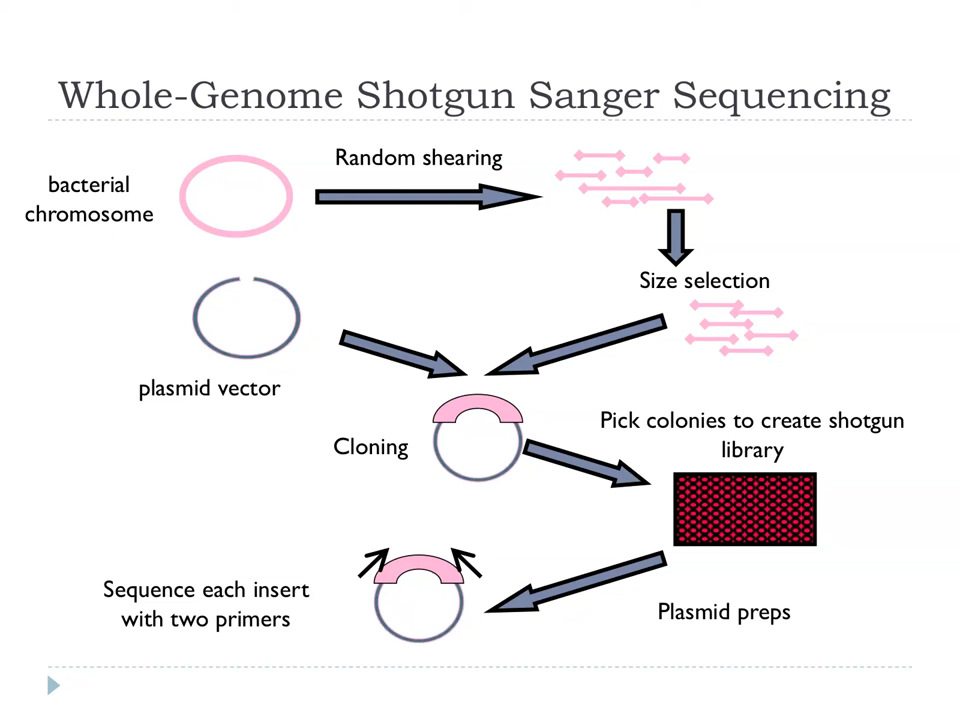 Whole-Genome Shotgun Sanger Sequencing
Random shearing
bacterial
chromosome
Size selection
plasmid vector
Pick colonies to create shotgun
library
Cloning
Sequence each insert
with two primers
Plasmid preps